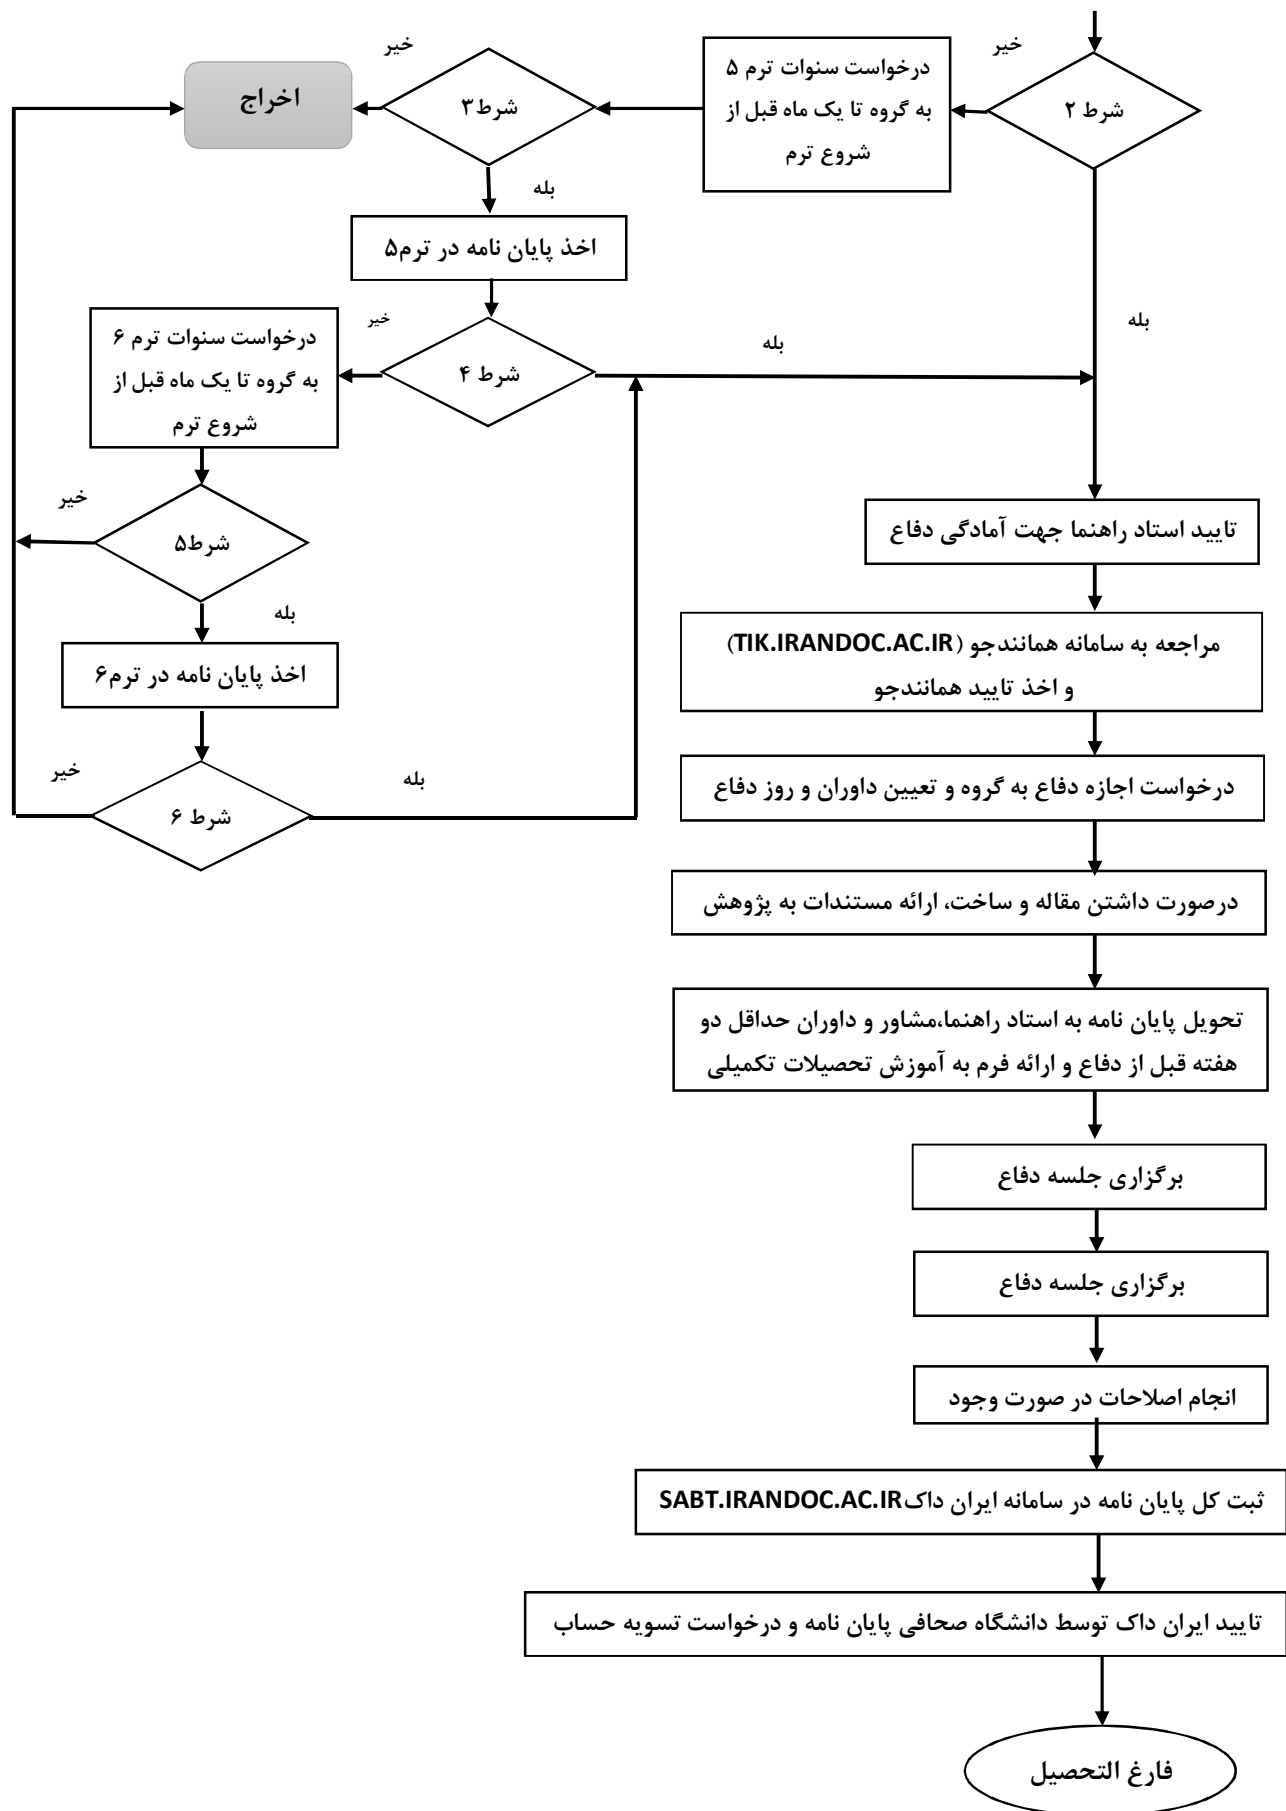 خیر
شرط ۲
بله
درخواست سنوات ترم ۵
به گروه تا یک ماه قبل از
شروع ترم
خیر
شرط۳
اخراج
بله
اخذ پایان نامه در ترم۵
شرط ۴
بله
خیر
درخواست سنوات ترم ۶
به گروه تا یک ماه قبل از
شروع ترم
خیر
شرط۵
بله
اخذ پایان نامه در ترم۶
خیر
شرط ۶
بله
تایید استاد راهنما جهت آمادگی دفاع
مراجعه به سامانه همانندجو (TIK.IRANDOC.AC.IR)
و اخذ تایید همانندجو
درخواست اجازه دفاع به گروه و تعیین داوران و روز دفاع
درصورت داشتن مقاله و ساخت، ارائه مستندات به پژوهش
تحویل پایان نامه به استاد راهنما،مشاور و داوران حداقل دو
هفته قبل از دفاع و ارائه فرم به آموزش تحصیلات تکمیلی
برگزاری جلسه دفاع
برگزاری جلسه دفاع
انجام اصلاحات در صورت وجود
ثبت کل پایان نامه در سامانه ایران داکSABT.IRANDOC.AC.IR
تایید ایران داک توسط دانشگاه صحافی پایان نامه و درخواست تسویه حساب
فارغ التحصیل